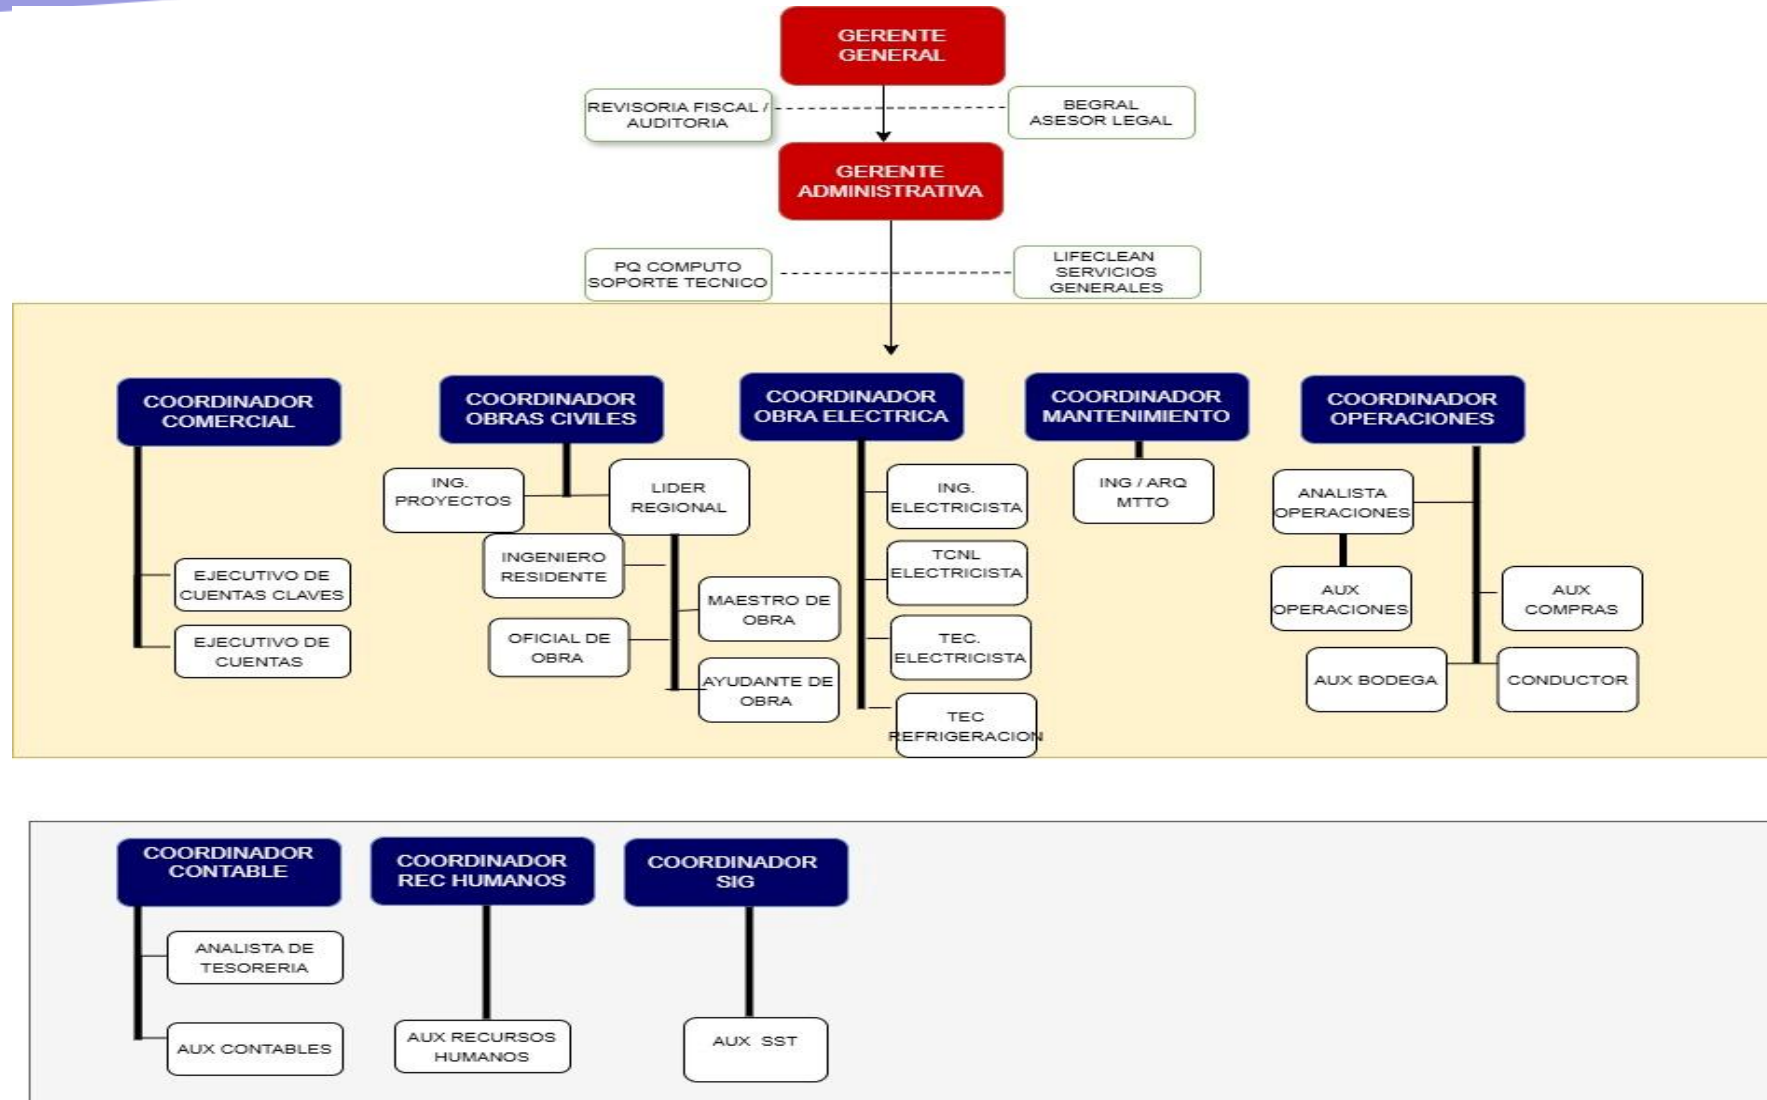 GERENTE
GENERAL
REVISORIA FISCAL /
AUDITORIA
BEGRAL
ASESOR LEGAL
GERENTE
ADMINISTRATIVA
PQ COMPUTO
SOPORTE TECNICO
LIFECLEAN
SERVICIOS
GENERALES
COORDINADOR
COMERCIAL
EJECUTIVO DE
CUENTAS CLAVES
EJECUTIVO DE
CUENTAS
COORDINADOR
OBRAS CIVILES
ING.
PROYECTOS
LIDER
REGIONAL
INGENIERO
RESIDENTE
MAESTRO DE
OBRA
OFICIAL DE
OBRA
AYUDANTE DE
OBRA
COORDINADOR
OBRA ELECTRICA
ING.
ELECTRICISTA
TCNL
ELECTRICISTA
TEC.
ELECTRICISTA
TEC
REFRIGERACION
COORDINADOR
MANTENIMIENTO
ING / ARQ
MTTO
COORDINADOR
OPERACIONES
ANALISTA
OPERACIONES
AUX
OPERACIONES
AUX
COMPRAS
AUX BODEGA
CONDUCTOR
COORDINADOR
CONTABLE
ANALISTA DE
TESORERIA
AUX CONTABLES
COORDINADOR
REC HUMANOS
AUX RECURSOS
HUMANOS
COORDINADOR
SIG
AUX SST